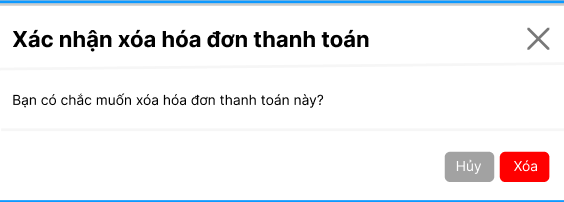 Xác nhận xóa hóa đơn thanh toán
Bạn có chắc muốn xóa hóa đơn thanh toán này?
Hủy
Xóa